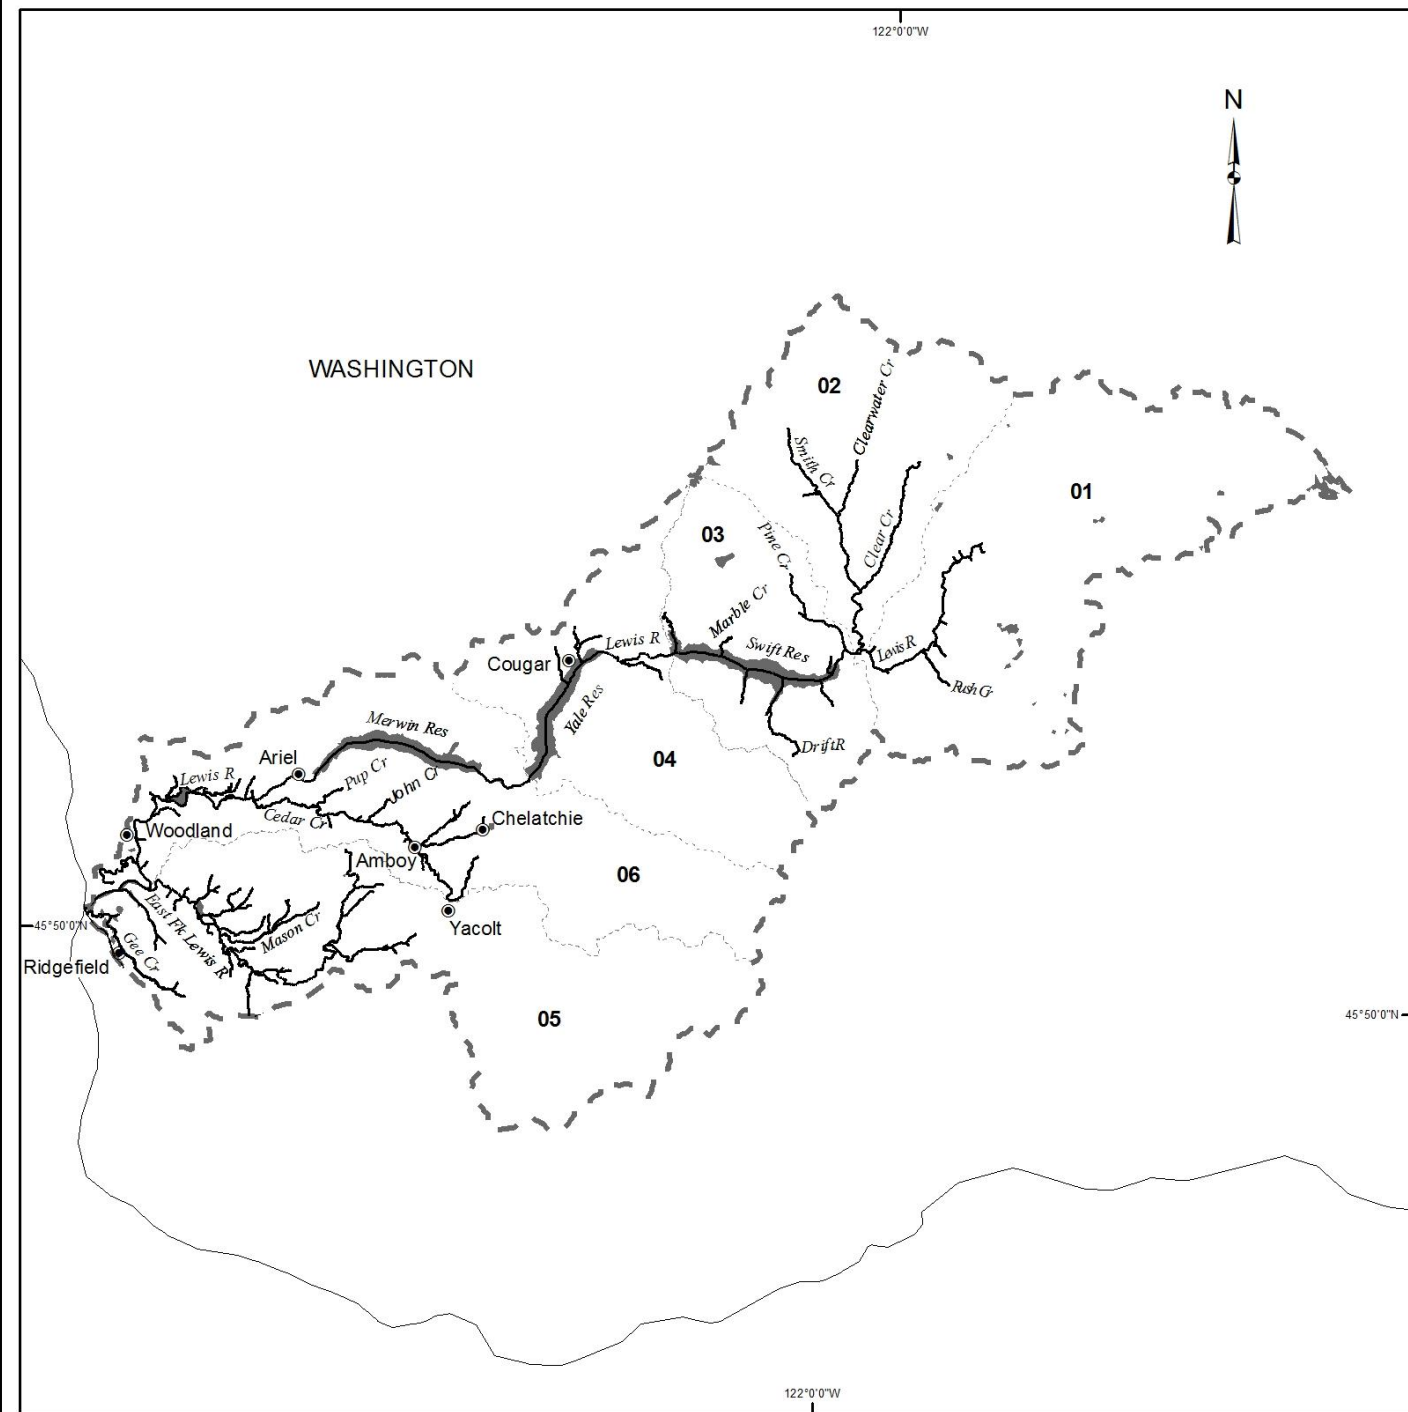 122°0'0"W
N
WASHINGTON
02
Clearwater Cr
Smith Cr
01
03
Pine Cr
Clear Cr
Marble Cr
Lewis R
Swift Res
Lewis R
Cougar
Rush Cr
Yale Res
Merwin Res
Drift R
Ariel
04
Lewis R
Pup Cr
John Cr
Cedar Cr
Chelatchie
Woodland
Amboy
06
East Fk Lewis R
Mason Cr
Yacolt
45°50'0"N
Gee Cr
Ridgefield
05
45°50'0"N
122°0'0"W